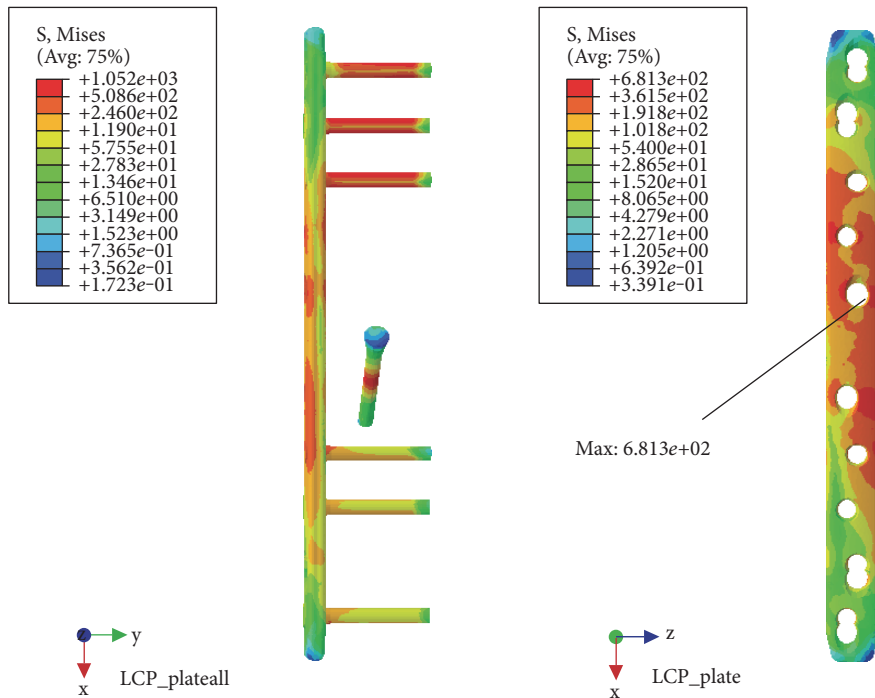 S, Mises
(Avg: 75%)
+1.052e+03
+5.086e+02
+2.460e+02
+1.190e+01
+5.755e+01
+2.783e+01
+1.346e+01
+6.510e+00
+3.149e+00
+1.523e+00
+7.365e−01
+3.562e−01
+1.723e−01
z
y
x
LCP_plateall
S, Mises
(Avg: 75%)
+6.813e+02
+3.615e+02
+1.918e+02
+1.018e+02
+5.400e+01
+2.865e+01
+1.520e+01
+8.065e+00
+4.279e+00
+2.271e+00
+1.205e+00
+6.392e−01
+3.391e−01
Max: 6.813e+02
z
x
LCP_plate